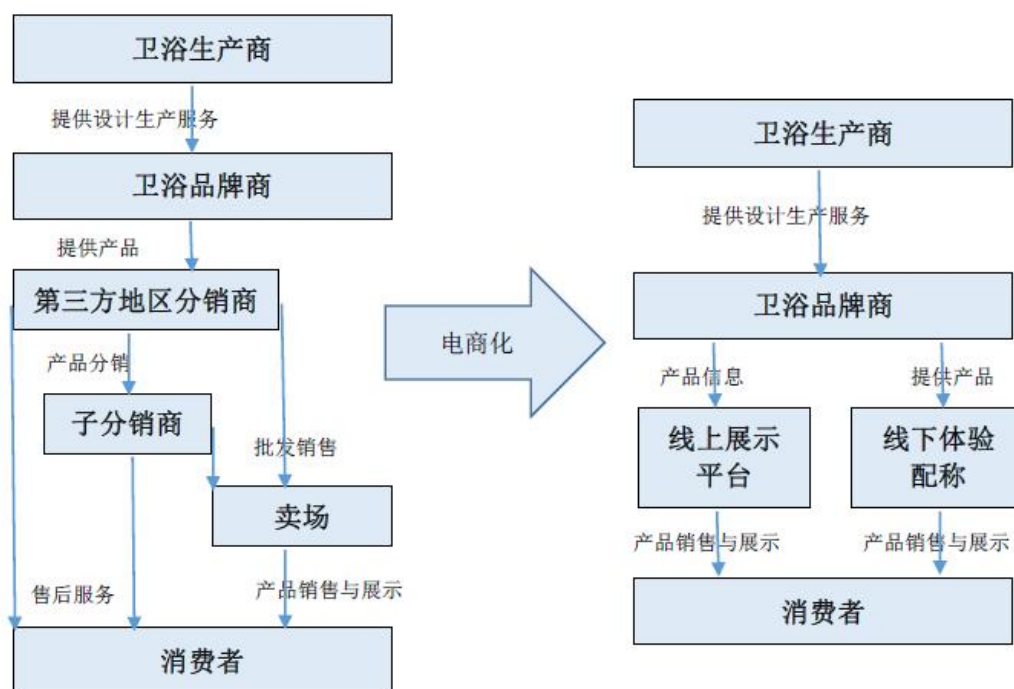 卫浴生产商
提供设计生产服务
卫浴品牌商
提供产品
第三方地区分销商
产品分销
子分销商
批发销售
卖场
售后服务
产品销售与展示
消费者
电商化
卫浴生产商
提供设计生产服务
卫浴品牌商
产品信息
提供产品
线上展示
平台
线下体验
配称
产品销售与展示
产品销售与展示
消费者